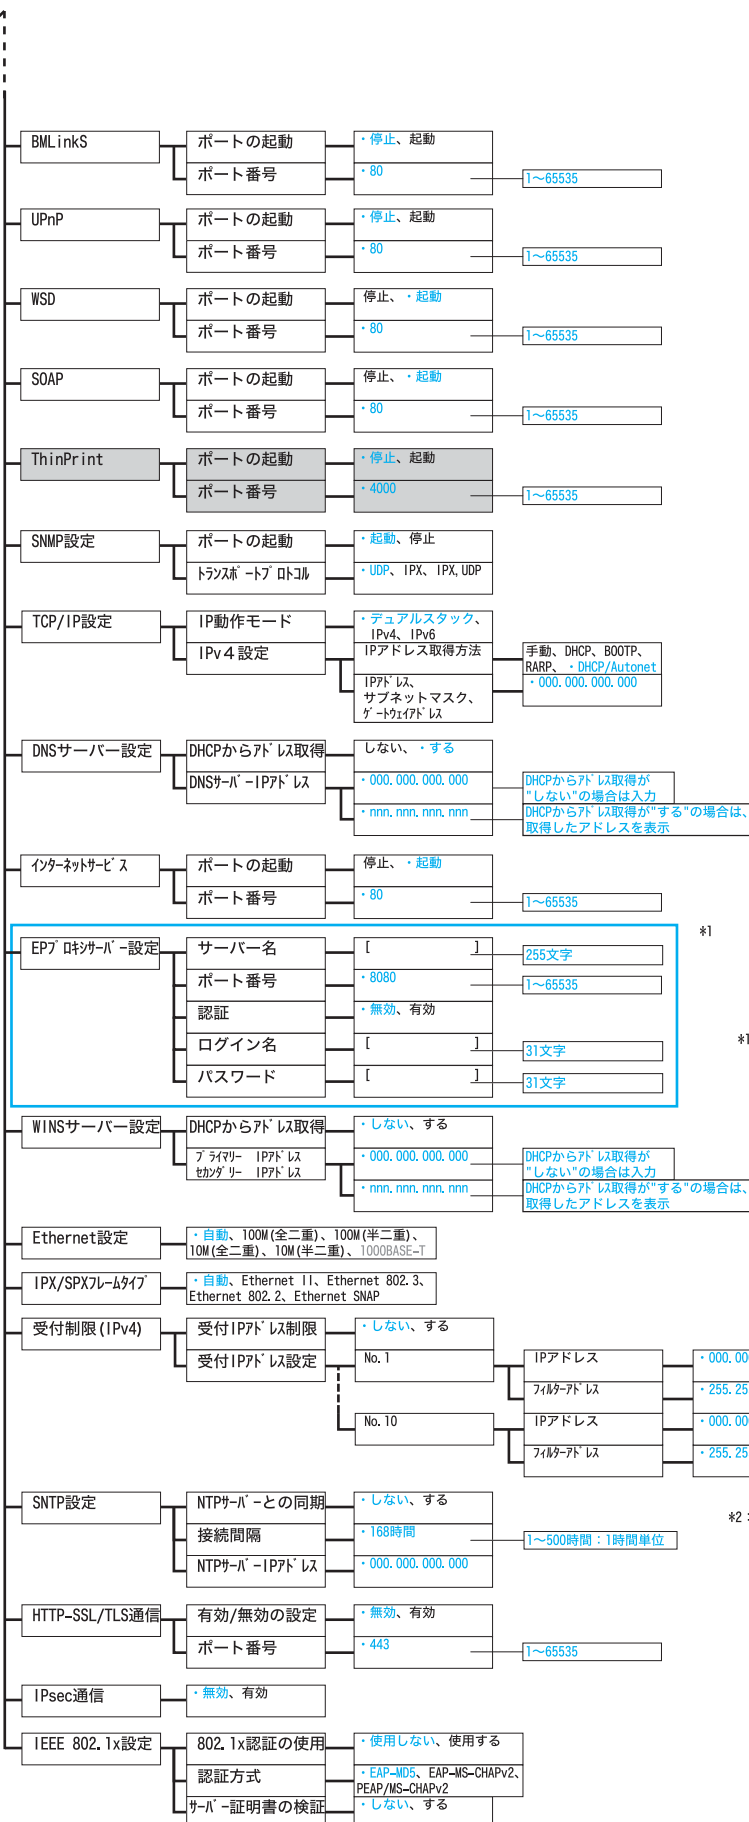 BMLinkS
ポートの起動
・停止、起動
ポート番号
・80
1〜65535
UPnP
ポートの起動
・停止、起動
ポート番号
・80
1〜65535
WSD
ポートの起動
停止、・起動
ポート番号
・80
1〜65535
SOAP
ポートの起動
停止、・起動
ポート番号
・80
1〜65535
ThinPrint
ポートの起動
・停止、起動
ポート番号
・4000
1〜65535
SNMP設定
ポートの起動
・起動、停止
トランスポートプロトコル
・UDP、IPX、IPX,UDP
TCP/IP設定
IP動作モード
・デュアルスタック、
IPv4、IPv6
IPv4設定
IPアドレス取得方法
手動、DHCP、BOOTP、
RARP、・DHCP/Autonet
IPアドレス、
サブネットマスク、
ゲートウェイアドレス
・000.000.000.000
DNSサーバー設定
DHCPからアドレス取得
しない、・する
DNSサーバーIPアドレス
・000.000.000.000
DHCPからアドレス取得が
"しない"の場合は入力
・nnn.nnn.nnn.nnn
DHCPからアドレス取得が"する"の場合は、
取得したアドレスを表示
インターネットサービス
ポートの起動
停止、・起動
ポート番号
・80
1〜65535
*1
EPプロキシサーバー設定
サーバー名
[ ]
255文字
ポート番号
・8080
1〜65535
認証
・無効、有効
*1
ログイン名
[ ]
31文字
パスワード
[ ]
31文字
WINSサーバー設定
DHCPからアドレス取得
・しない、する
プライマリー IPアドレス
セカンダリー IPアドレス
・000.000.000.000
DHCPからアドレス取得が
"しない"の場合は入力
・nnn.nnn.nnn.nnn
DHCPからアドレス取得が"する"の場合は、
取得したアドレスを表示
Ethernet設定
・自動、100M(全二重)、100M(半二重)、
10M(全二重)、10M(半二重)、1000BASE-T
IPX/SPXフレームタイプ
・自動、Ethernet II、Ethernet 802.3、
Ethernet 802.2、Ethernet SNAP
受付制限(IPv4)
受付IPアドレス制限
・しない、する
受付IPアドレス設定
No.1
IPアドレス
・000.00
フィルターアドレス
・255.25
No.10
IPアドレス
・000.00
フィルターアドレス
・255.25
SNTP設定
NTPサーバーとの同期
・しない、する
*2：
接続間隔
・168時間
1〜500時間：1時間単位
NTPサーバーIPアドレス
・000.000.000.000
HTTP-SSL/TLS通信
有効/無効の設定
・無効、有効
ポート番号
・443
1〜65535
IPsec通信
・無効、有効
IEEE 802.1x設定
802.1x認証の使用
・使用しない、使用する
認証方式
・EAP-MD5、EAP-MS-CHAPv2、
PEAP/MS-CHAPv2
サーバー証明書の検証
・しない、する